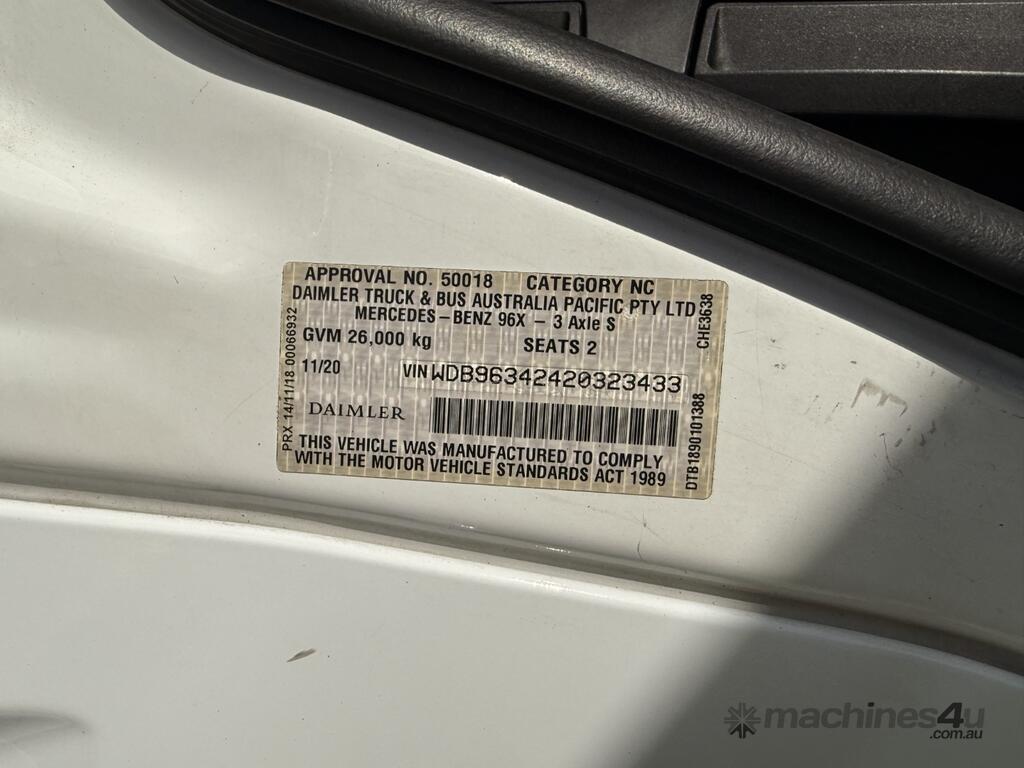 APPROVAL NO. 50018 CATEGORY NC
DAIMLER TRUCK & BUS AUSTRALIA PACIFIC PTY LTD
MERCEDES-BENZ 96X - 3 Axle S
GVM 26,000 kg SEATS 2
11/20 VIN WDB96342420323433
DAIMLER
THIS VEHICLE WAS MANUFACTURED TO COMPLY
WITH THE MOTOR VEHICLE STANDARDS ACT 1989
PRX 14/11/18 000066932
CHE3638
DTB1890101388
machines4u
.com.au